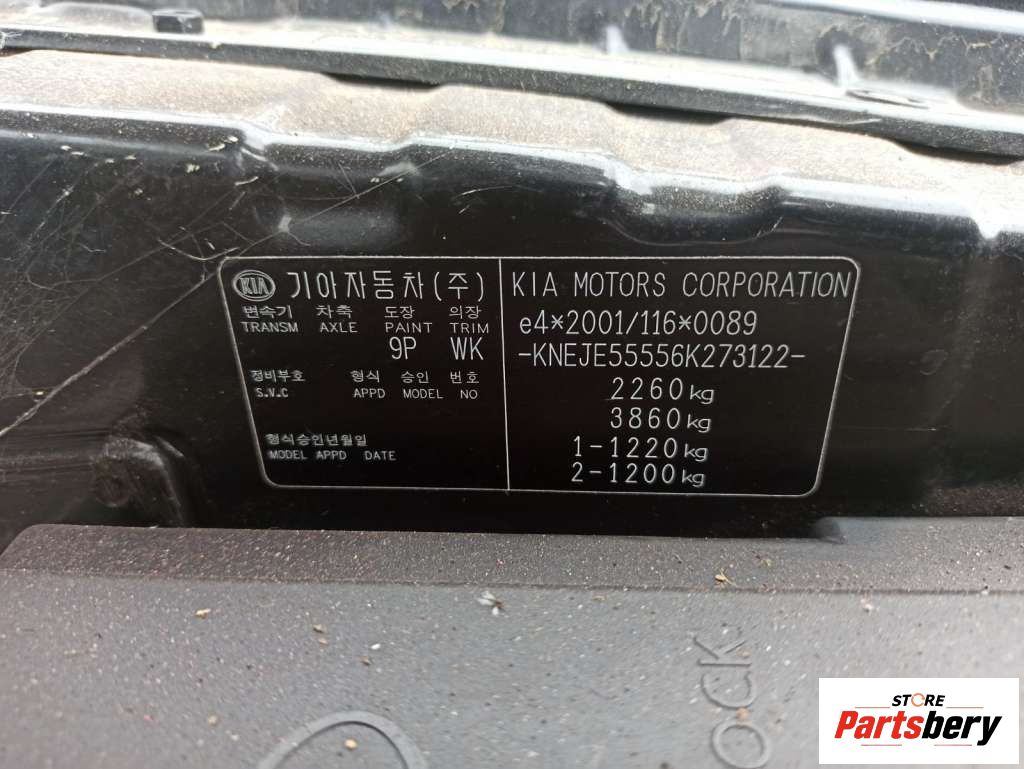 KIA 기아자동차(주)
변속기 차축 도장 의장
TRANSM AXLE PAINT TRIM
9P WK
정비부호 형식 승인 번호
S.V.C APPD MODEL NO
형식승인년월일
MODEL APPD DATE
KIA MOTORS CORPORATION
e4*2001/116*0089
-KNEJE55556K273122-
2260kg
3860kg
1-1220kg
2-1200kg
OCK
STORE
Partsbery